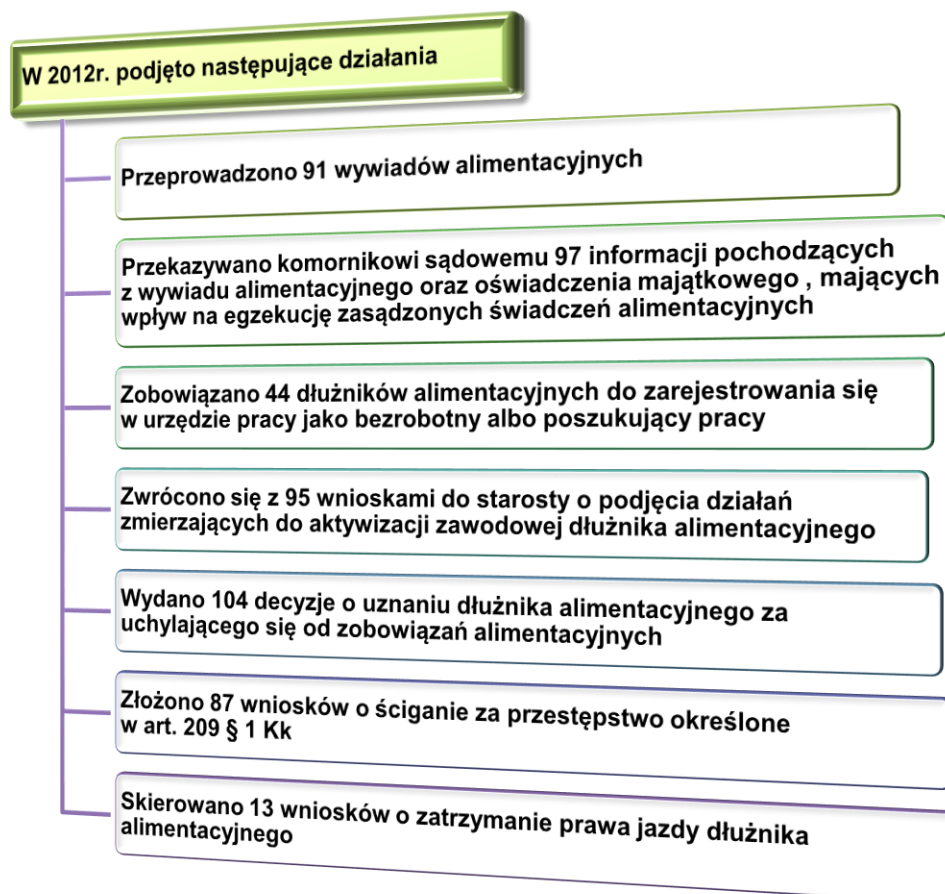 W 2012r. podjęto następujące działania
Przeprowadzono 91 wywiadów alimentacyjnych
Przekazywano komornikowi sądowemu 97 informacji pochodzących
z wywiadu alimentacyjnego oraz oświadczenia majątkowego , mających
wpływ na egzekucję zasądzonych świadczeń alimentacyjnych
Zobowiązano 44 dłużników alimentacyjnych do zarejestrowania się
w urzędzie pracy jako bezrobotny albo poszukujący pracy
Zwrócono się z 95 wnioskami do starosty o podjęcia działań
zmierzających do aktywizacji zawodowej dłużnika alimentacyjnego
Wydano 104 decyzje o uznaniu dłużnika alimentacyjnego za
uchylającego się od zobowiązań alimentacyjnych
Złożono 87 wniosków o ściganie za przestępstwo określone
w art. 209 § 1 Kk
Skierowano 13 wniosków o zatrzymanie prawa jazdy dłużnika
alimentacyjnego